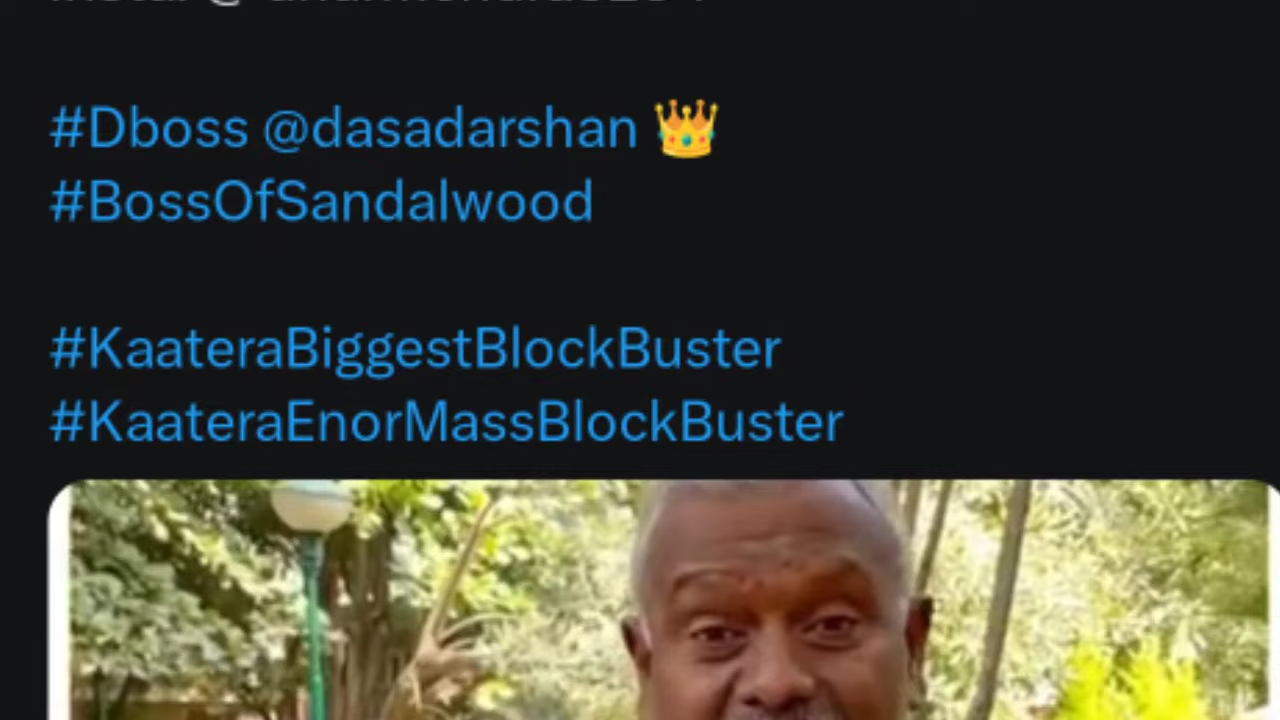 #Dboss @dasadarshan 👑
#BossOfSandalwood
#KaateraBiggestBlockBuster
#KaateraEnorMassBlockBuster